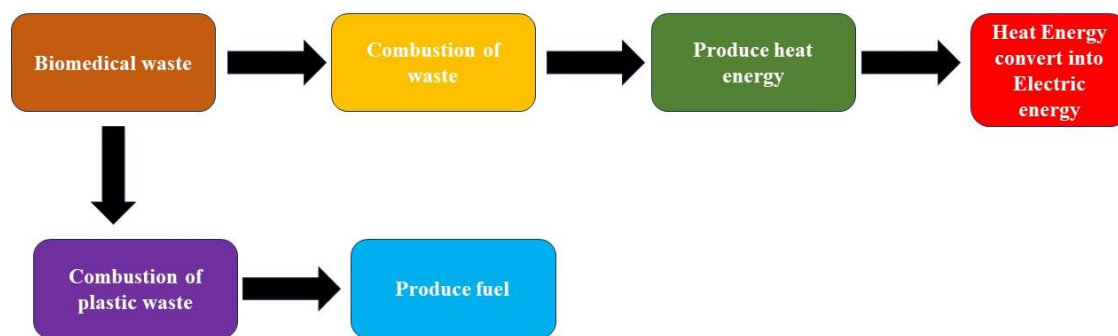 Biomedical waste
Combustion of
waste
Produce heat
energy
Heat Energy
convert into
Electric
energy
Combustion of
plastic waste
Produce fuel